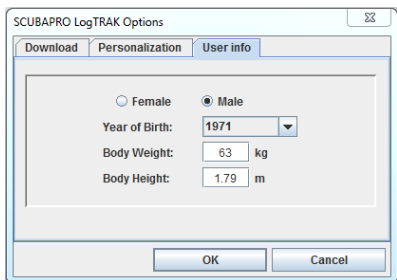 SCUBAPRO LogTRAK Options
Download Personalization User info
Female Male
Year of Birth: 1971
Body Weight: 63 kg
Body Height: 1.79 m
OK Cancel